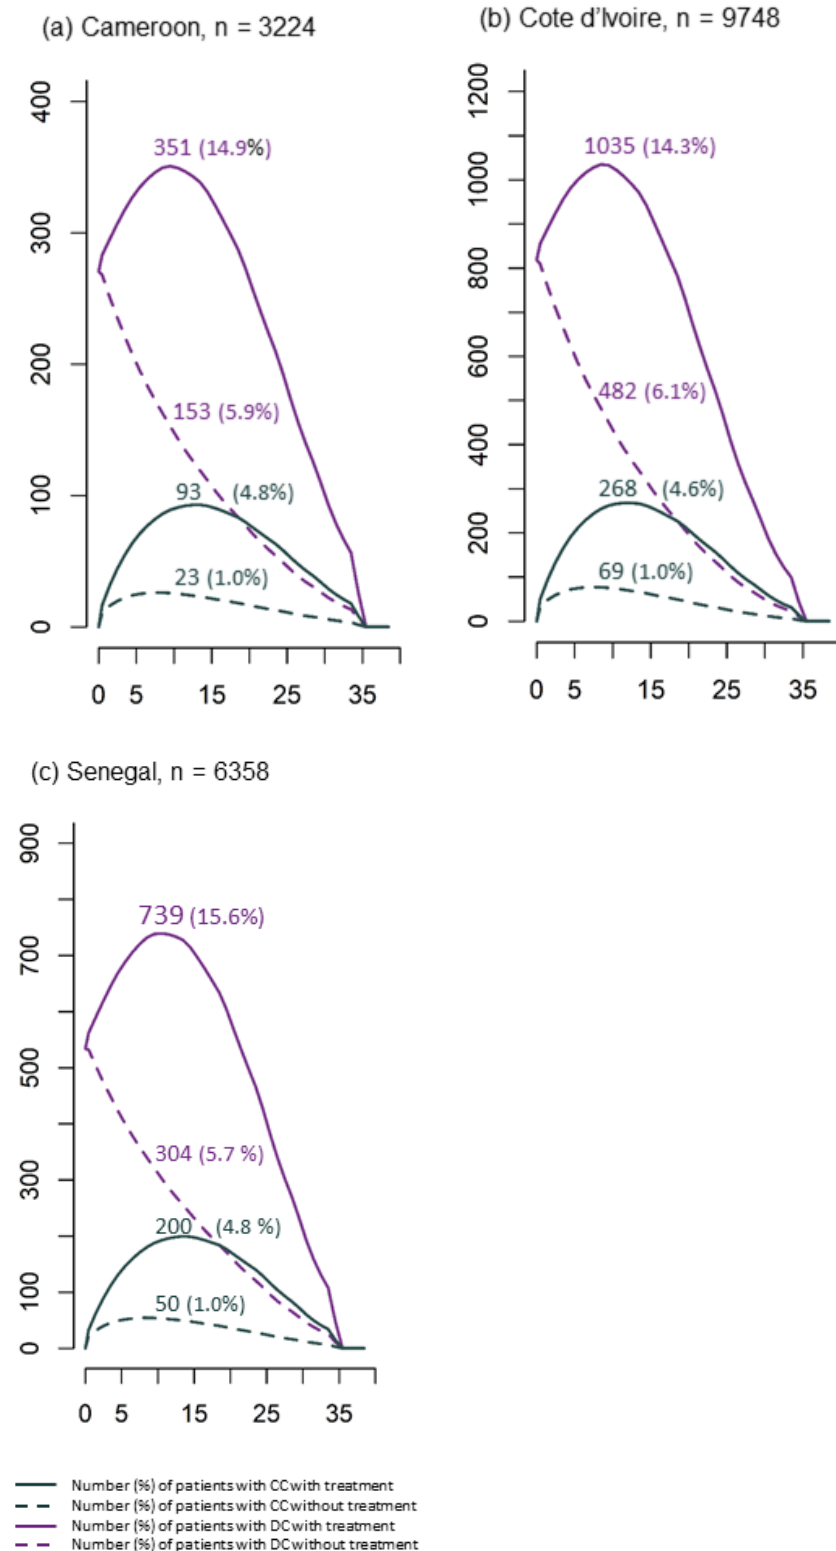 (a) Cameroon, n = 3224
400
300
200
100
0
351 (14.9%)
153 (5.9%)
93 (4.8%)
23 (1.0%)
0 5 15 25 35
(b) Cote d'Ivoire, n = 9748
1200
1000
800
600
400
200
0
1035 (14.3%)
482 (6.1%)
268 (4.6%)
69 (1.0%)
0 5 15 25 35
(c) Senegal, n = 6358
900
700
500
300
100
0
739 (15.6%)
304 (5.7 %)
200 (4.8 %)
50 (1.0%)
0 5 15 25 35
Number (%) of patients with CC with treatment
Number (%) of patients with CC without treatment
Number (%) of patients with DC with treatment
Number (%) of patients with DC without treatment